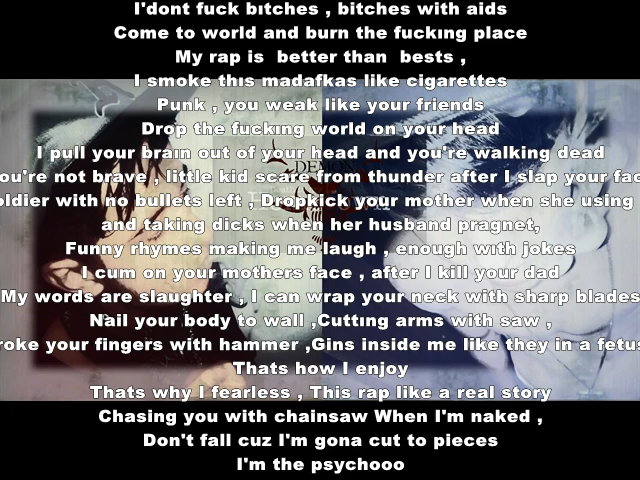 I'dont fuck bıtches , bitches with aids
Come to world and burn the fuckıng place
My rap is better than bests ,
I smoke thıs madafkas like cigarettes
Punk , you weak like your friends
Drop the fuckıng world on your head
I pull your braın out of your head and you're walking dead
ou're not brave , little kid scare from thunder after I slap your fac
oldier with no bullets left , Dropkick your mother when she using
and taking dicks when her husband pragnet,
Funny rhymes making me laugh , enough wıth jokes
I cum on your mothers face , after I kill your dad
My words are slaughter , I can wrap your neck with sharp blades
Nail your body to wall ,Cuttıng arms with saw ,
roke your fingers with hammer ,Gins inside me like they in a fetus
Thats how I enjoy
Thats why I fearless , This rap like a real story
Chasing you with chainsaw When I'm naked ,
Don't fall cuz I'm gona cut to pieces
I'm the psychooo